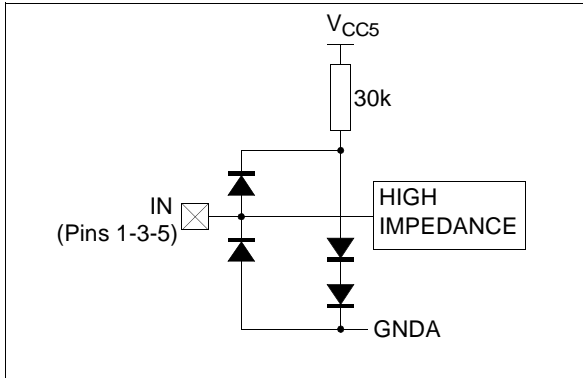 VCC5
30k
IN
(Pins 1-3-5)
HIGH
IMPEDANCE
GNDA